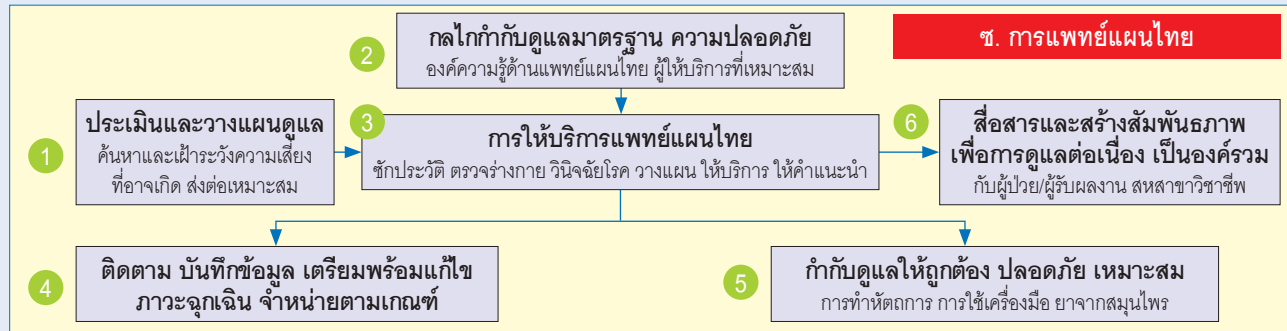 ซ. การแพทย์แผนไทย
2
กลไกกำกับดูแลมาตรฐาน ความปลอดภัย
องค์ความรู้ด้านแพทย์แผนไทย ผู้ให้บริการที่เหมาะสม
1
ประเมินและวางแผนดูแล
ค้นหาและเฝ้าระวังความเสี่ยง
ที่อาจเกิด ส่งต่อเหมาะสม
3
การให้บริการแพทย์แผนไทย
ซักประวัติ ตรวจร่างกาย วินิจฉัยโรค วางแผน ให้บริการ ให้คำแนะนำ
6
สื่อสารและสร้างสัมพันธภาพ
เพื่อการดูแลต่อเนื่อง เป็นองค์รวม
กับผู้ป่วย/ผู้รับผลงาน สหสาขาวิชาชีพ
4
ติดตาม บันทึกข้อมูล เตรียมพร้อมแก้ไข
ภาวะฉุกเฉิน จำหน่ายตามเกณฑ์
5
กำกับดูแลให้ถูกต้อง ปลอดภัย เหมาะสม
การทำหัตถการ การใช้เครื่องมือ ยาจากสมุนไพร